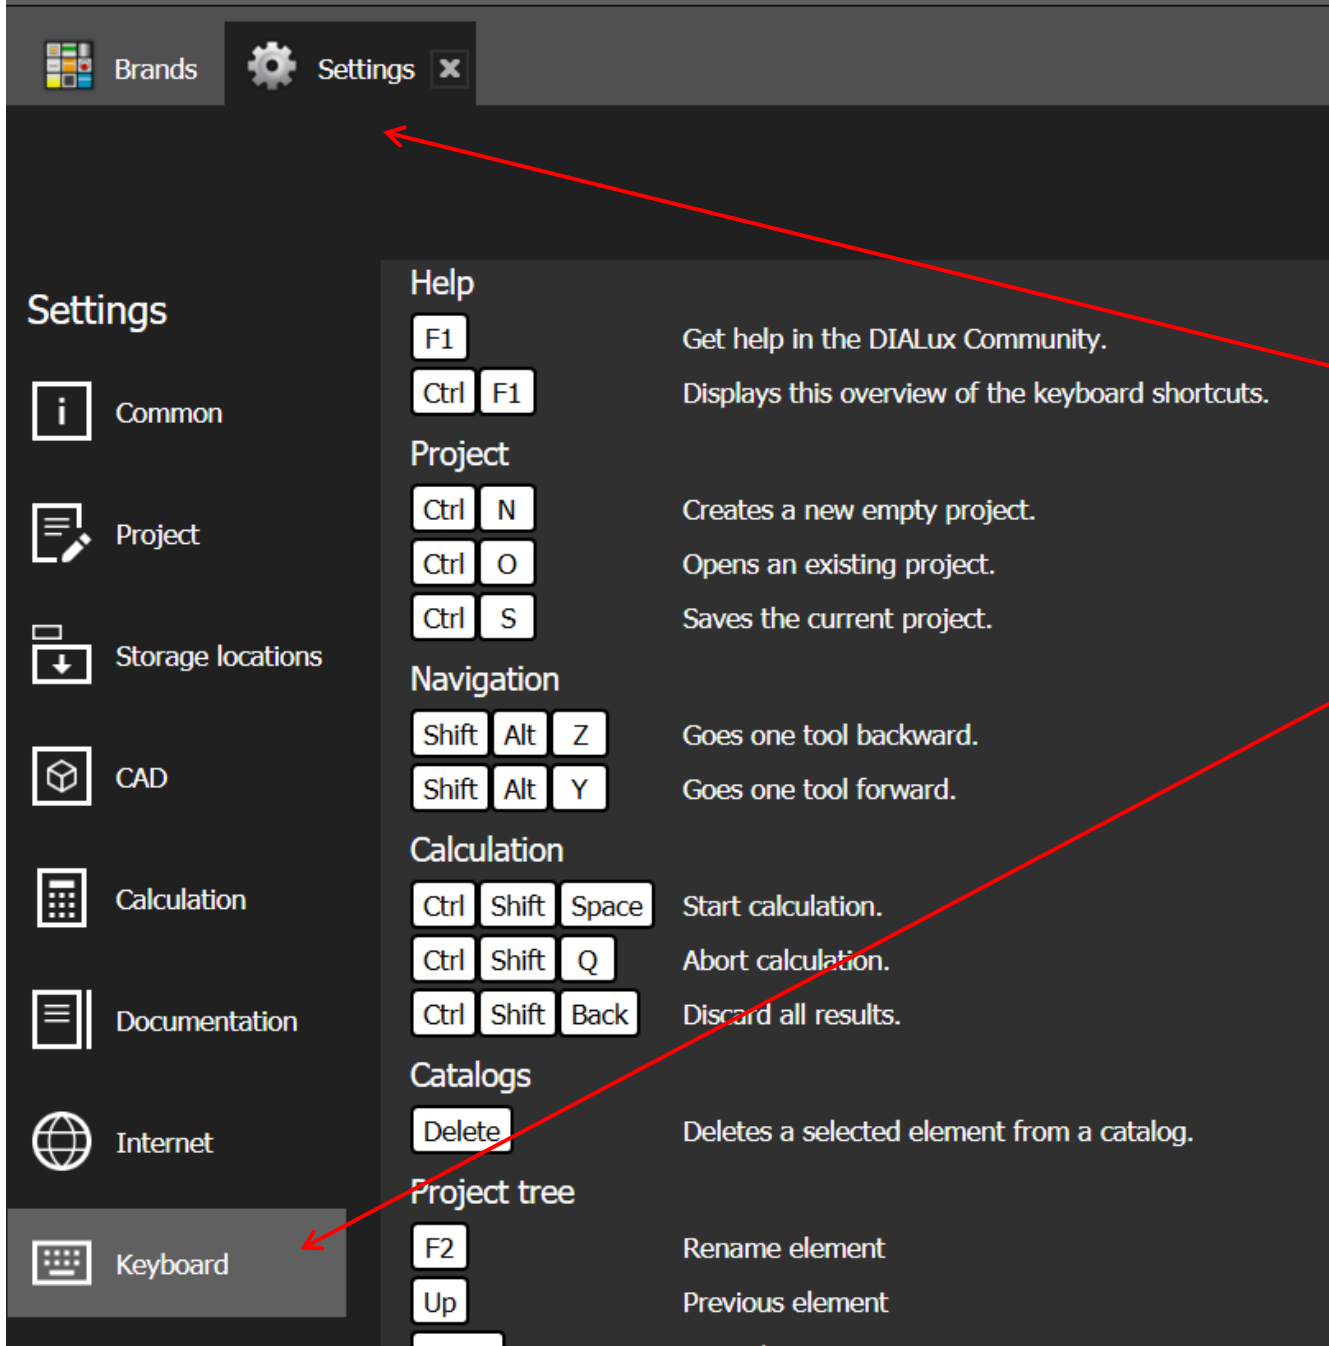 Brands
Settings
Settings
Common
Project
Storage locations
CAD
Calculation
Documentation
Internet
Keyboard
Help
F1 Get help in the DIALux Community.
Ctrl F1 Displays this overview of the keyboard shortcuts.
Project
Ctrl N Creates a new empty project.
Ctrl O Opens an existing project.
Ctrl S Saves the current project.
Navigation
Shift Alt Z Goes one tool backward.
Shift Alt Y Goes one tool forward.
Calculation
Ctrl Shift Space Start calculation.
Ctrl Shift Q Abort calculation.
Ctrl Shift Back Discard all results.
Catalogs
Delete Deletes a selected element from a catalog.
Project tree
F2 Rename element
Up Previous element